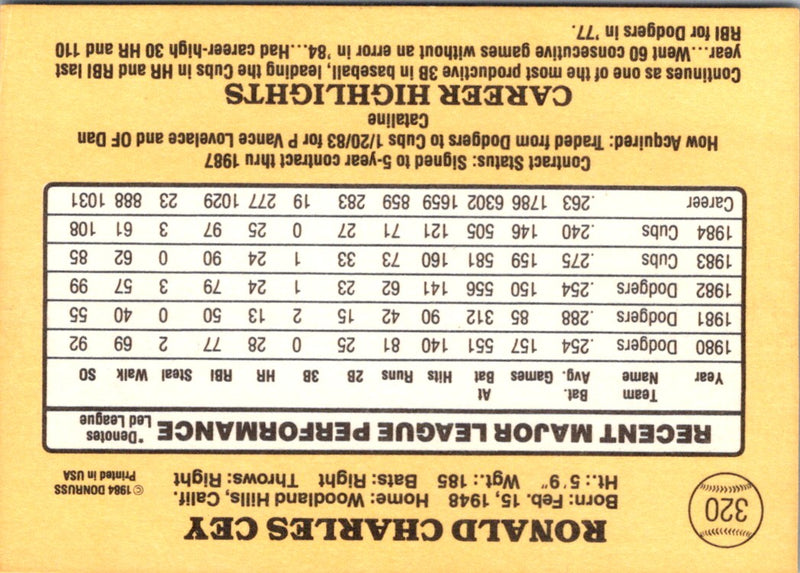 320
RONALD CHARLES CEY
Born: Feb. 15, 1948 Home: Woodland Hills, Calif.
Ht.: 5'9" Wgt.: 185 Bats: Right Throws: Right
© 1984 DONRUSS
Printed in USA
RECENT MAJOR LEAGUE PERFORMANCE
*Denotes
Led League
Year Team Name Bat. Avg. Games At Bat Hits Runs 2B 3B HR RBI Steal Walk SO
1980 Dodgers .254 157 551 140 81 25 0 28 77 2 69 92
1981 Dodgers .288 85 312 90 42 15 2 13 50 0 40 55
1982 Dodgers .254 150 556 141 62 23 1 24 79 3 57 99
1983 Cubs .275 159 581 160 73 33 1 24 90 0 62 85
1984 Cubs .240 146 505 121 71 27 0 25 97 3 61 108
Career .263 1786 6302 1659 859 283 19 277 1029 23 888 1031
Contract Status: Signed to 5-year contract thru 1987
How Acquired: Traded from Dodgers to Cubs 1/20/83 for P Vance Lovelace and OF Dan
Cataline
CAREER HIGHLIGHTS
Continues as one of the most productive 3B in baseball, leading the Cubs in HR and RBI last
year...Went 60 consecutive games without an error in '84...Had career-high 30 HR and 110
RBI for Dodgers in '77.